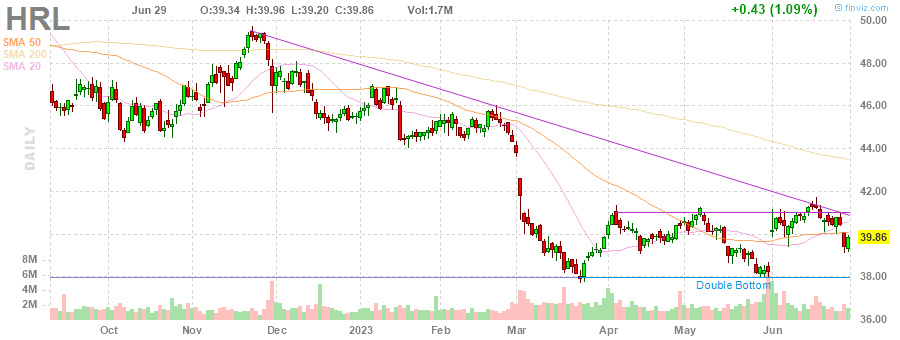 HRL
Jun 29 O:39.34 H:39.96 L:39.20 C:39.86 Vol:1.7M +0.43 (1.09%) © finviz.com
SMA 50
SMA 200
SMA 20
DAILY
50.00
48.00
46.00
44.00
42.00
39.86
38.00
36.00
8M
6M
4M
2M
Double Bottom
Oct Nov Dec 2023 Feb Mar Apr May Jun